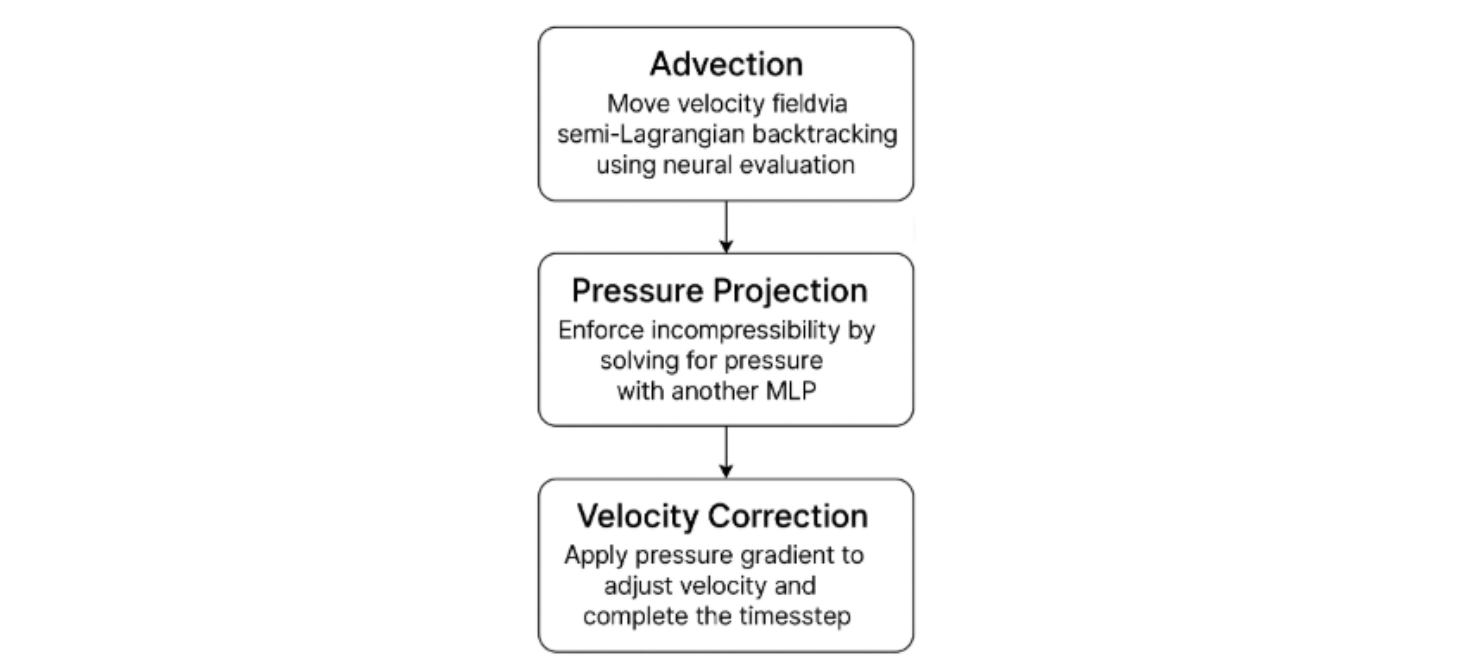 Advection
Move velocity fieldvia
semi-Lagrangian backtracking
using neural evaluation
Pressure Projection
Enforce incompressibility by
solving for pressure
with another MLP
Velocity Correction
Apply pressure gradient to
adjust velocity and
complete the timesstep